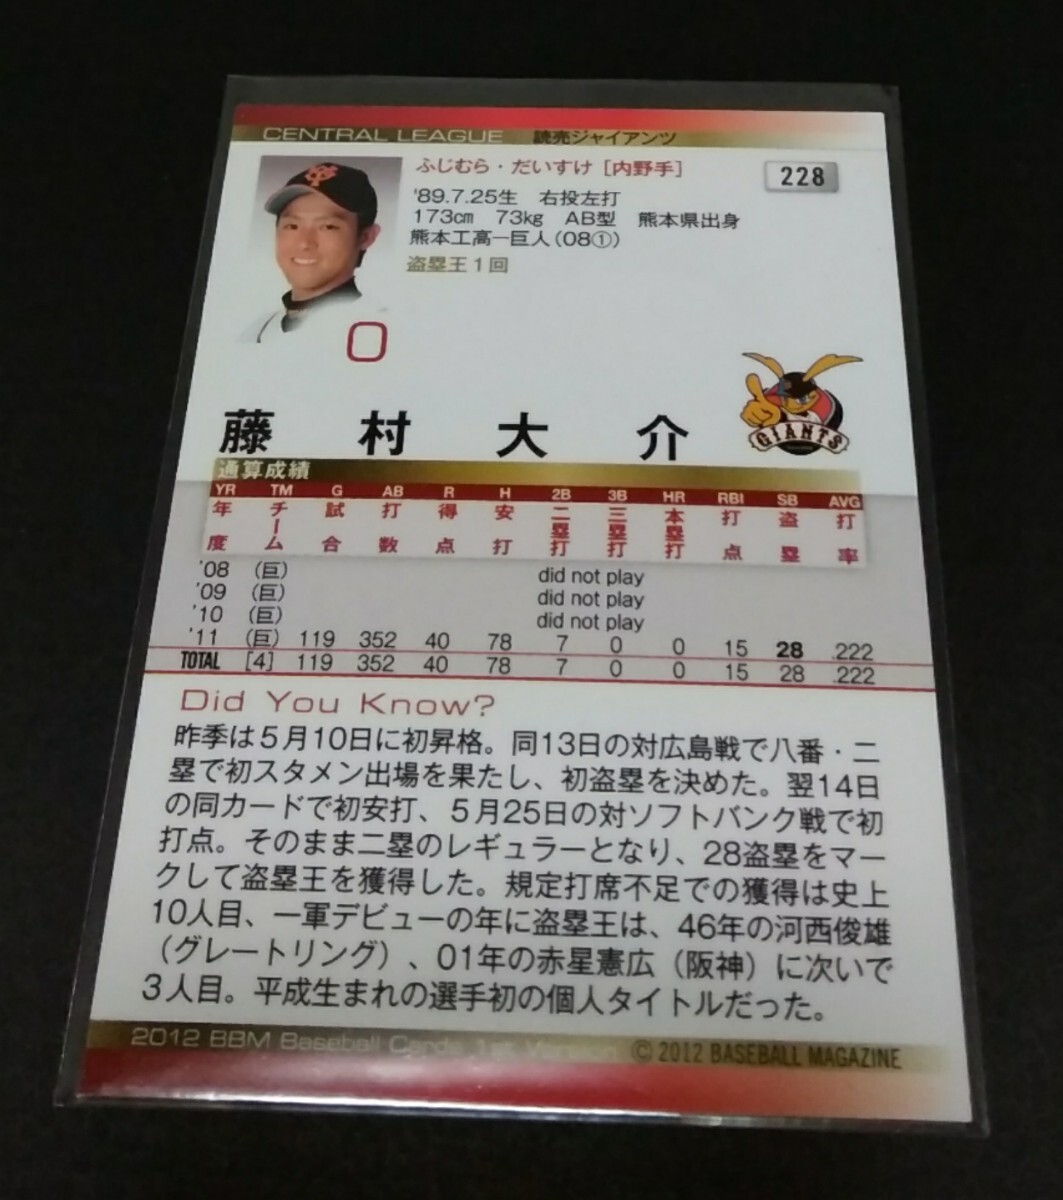 CENTRAL LEAGUE 読売ジャイアンツ
ふじむら・だいすけ [内野手]
228
'89.7.25生 右投左打
173cm 73kg AB型 熊本県出身
熊本工高ー巨人(08①)
盗塁王1回
0
藤村大介
GIANTS
通算成績
YR TM G AB R H 2B 3B HR RBI SB AVG
年度 チーム 試合 打数 得点 安打 二塁打 三塁打 本塁打 打点 盗塁 打率
'08 (巨) did not play
'09 (巨) did not play
'10 (巨) did not play
'11 (巨) 119 352 40 78 7 0 0 15 28 .222
TOTAL [4] 119 352 40 78 7 0 0 15 28 .222
Did You Know?
昨季は5月10日に初昇格。同13日の対広島戦で八番・二
塁で初スタメン出場を果たし、初盗塁を決めた。翌14日
の同カードで初安打、5月25日の対ソフトバンク戦で初
打点。そのまま二塁のレギュラーとなり、28盗塁をマー
クして盗塁王を獲得した。規定打席不足での獲得は史上
10人目、一軍デビューの年に盗塁王は、46年の河西俊雄
(グレートリング)、01年の赤星憲広(阪神)に次いで
3人目。平成生まれの選手初の個人タイトルだった。
2012 BBM Baseball Cards 1st Version © 2012 BASEBALL MAGAZINE